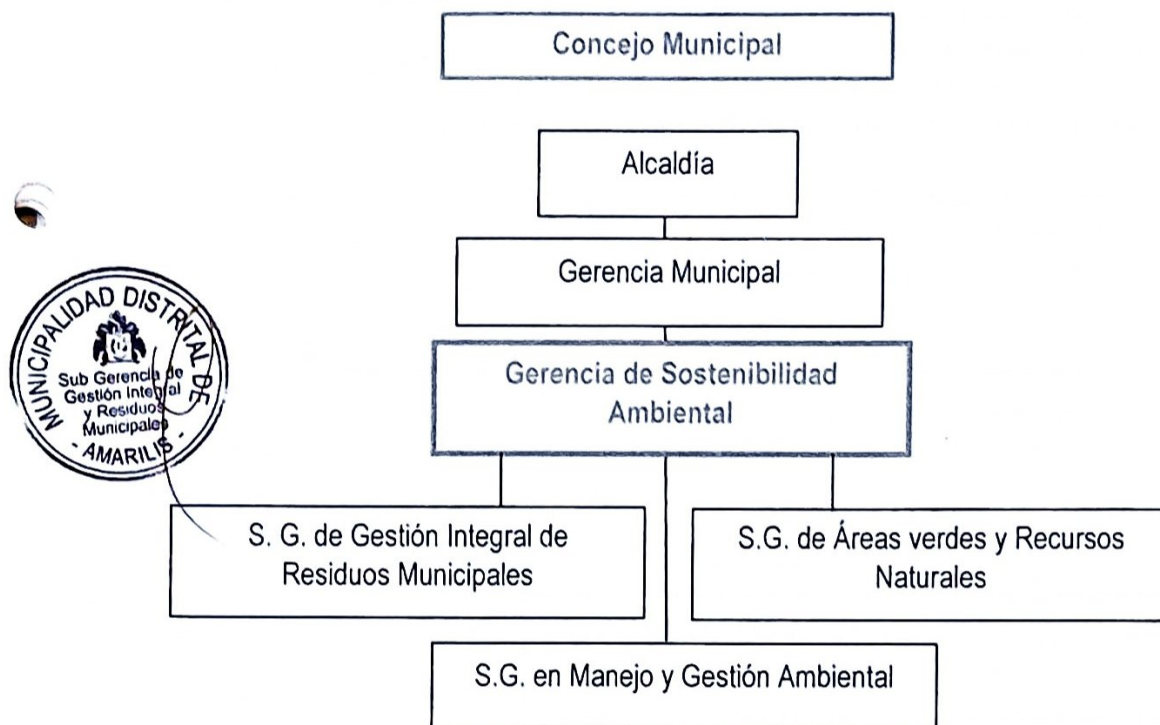 Concejo Municipal
Alcaldía
Gerencia Municipal
MUNICIPALIDAD DISTRITAL DE
Sub Gerencia de
Gestión Integral
y Residuos
Municipales
- AMARILIS -
Gerencia de Sostenibilidad
Ambiental
S. G. de Gestión Integral de
Residuos Municipales
S.G. de Áreas verdes y Recursos
Naturales
S.G. en Manejo y Gestión Ambiental